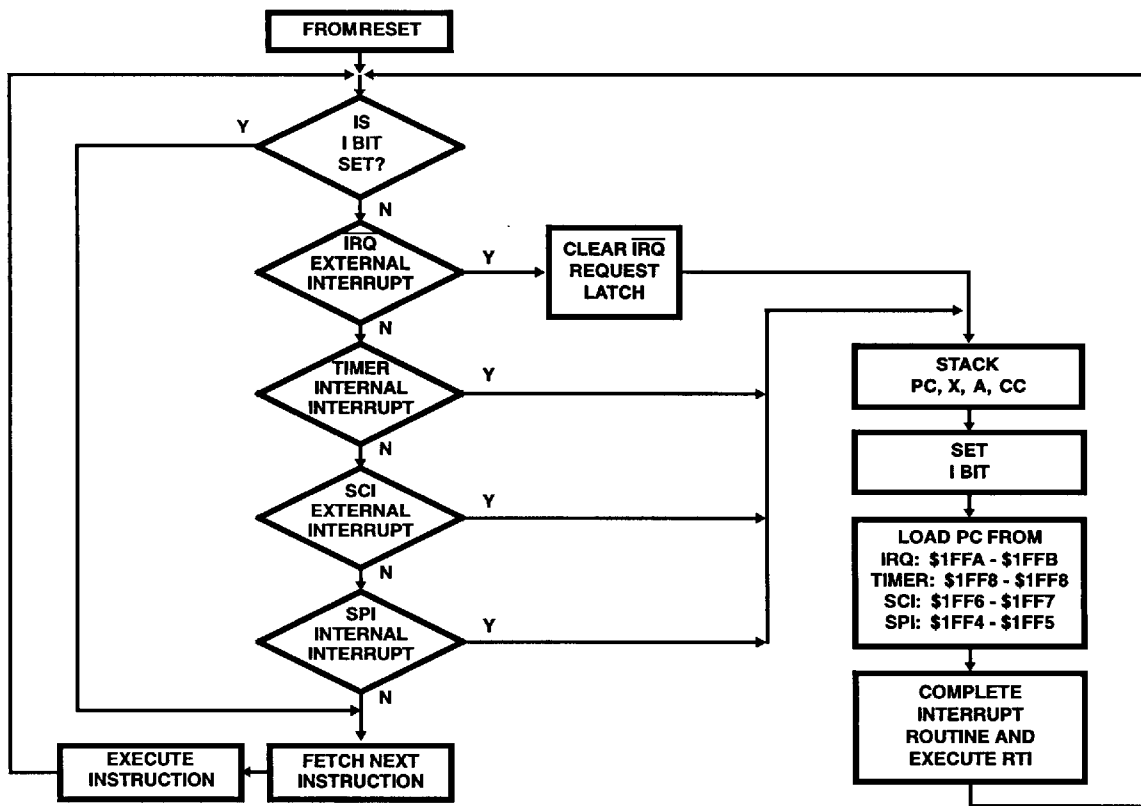 FROM RESET
IS
I BIT
SET?
Y
N
IRQ
EXTERNAL
INTERRUPT
Y
N
CLEAR IRQ
REQUEST
LATCH
TIMER
INTERNAL
INTERRUPT
Y
N
SCI
EXTERNAL
INTERRUPT
Y
N
SPI
INTERNAL
INTERRUPT
Y
N
FETCH NEXT
INSTRUCTION
EXECUTE
INSTRUCTION
STACK
PC, X, A, CC
SET
I BIT
LOAD PC FROM
IRQ: $1FFA - $1FFB
TIMER: $1FF8 - $1FF8
SCI: $1FF6 - $1FF7
SPI: $1FF4 - $1FF5
COMPLETE
INTERRUPT
ROUTINE AND
EXECUTE RTI